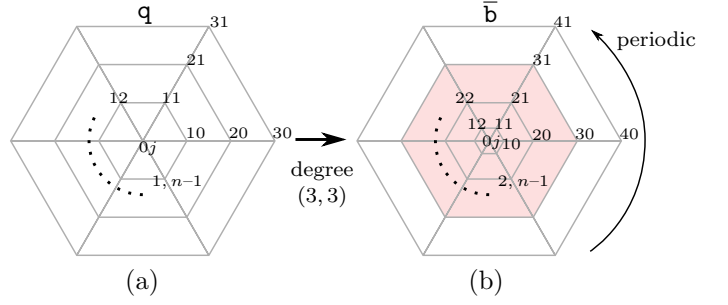 q
31
21
12 11
10 20 30
0j
1, n−1
(a)
degree
(3, 3)
b̅
41
31
22 21
12 11
20 30 40
0j 10
2, n−1
periodic
(b)